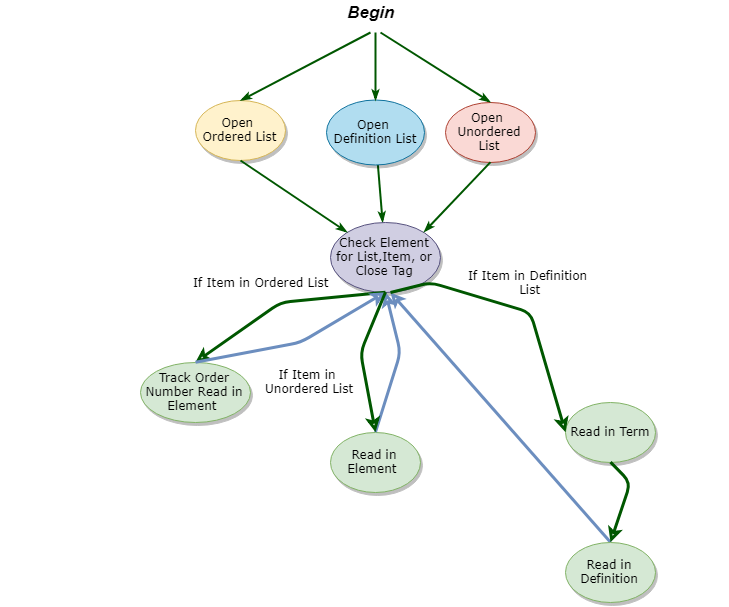 Begin
Open
Ordered List
Open
Definition List
Open
Unordered
List
Check Element
for List,Item, or
Close Tag
If Item in Ordered List
If Item in Definition
List
If Item in
Unordered List
Track Order
Number Read in
Element
Read in
Element
Read in Term
Read in
Definition